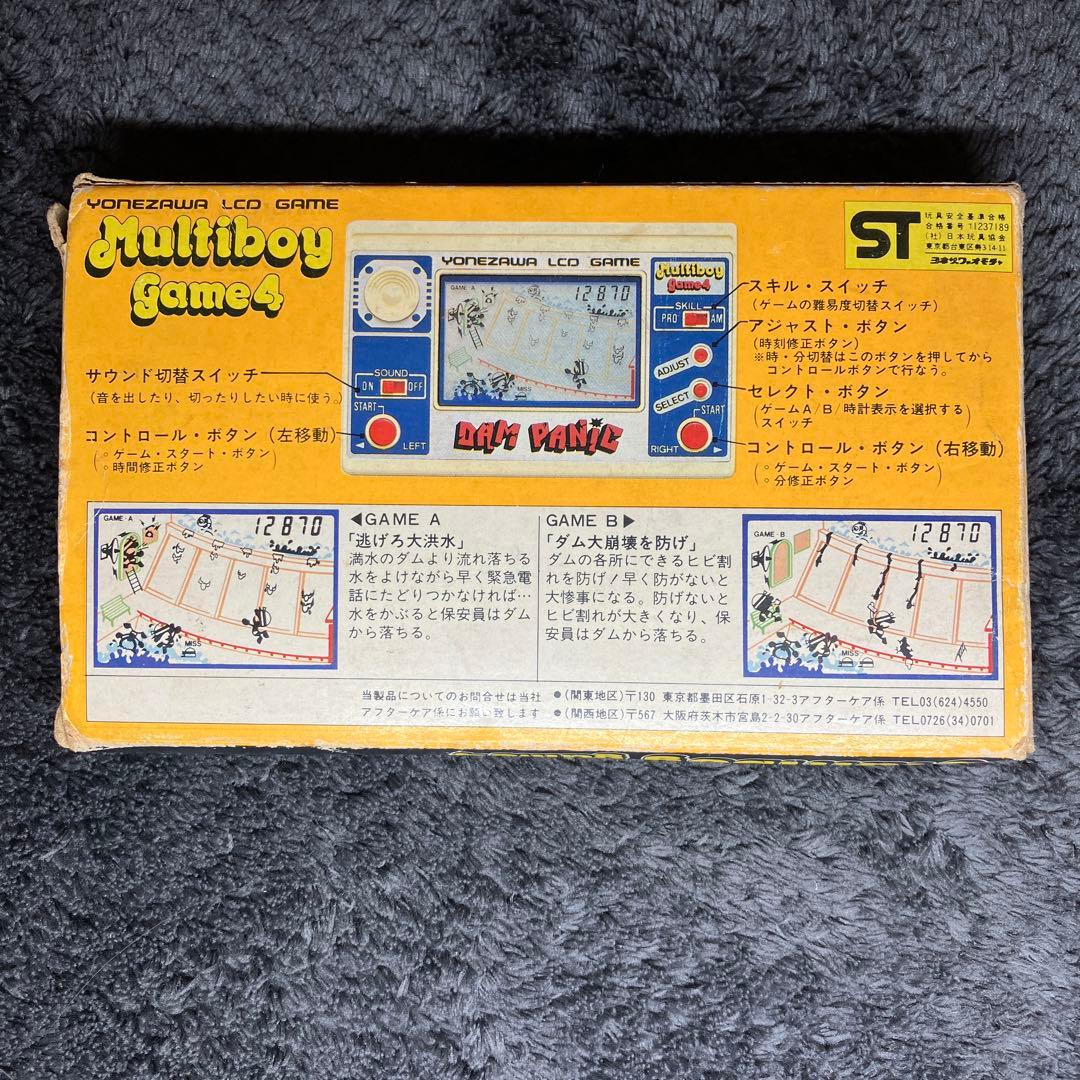 YONEZAWA LCD GAME
Multiboy
Game4
ST
玩具安全基準合格
合格番号 T1237189
(社)日本玩具協会
東京都台東区寿3-14-11
ヨネザワのオモチャ
YONEZAWA LCD GAME
GAME A
12870
MISS
Multiboy
Game4
SKILL
PRO AM
ADJUST
SELECT
SOUND
ON OFF
START
◀ LEFT
DAM PANIC
START
RIGHT ▶
サウンド切替スイッチ
(音を出したり、切ったりしたい時に使う。)
コントロール・ボタン(左移動)
(○ゲーム・スタート・ボタン
○時間修正ボタン)
スキル・スイッチ
(ゲームの難易度切替スイッチ)
アジャスト・ボタン
(時刻修正ボタン)
※時・分切替はこのボタンを押してから
コントロールボタンで行なう。
セレクト・ボタン
(ゲームA/B/時計表示を選択する
スイッチ)
コントロール・ボタン(右移動)
(○ゲーム・スタート・ボタン
○分修正ボタン)
GAME-A
12870
MISS
◀GAME A
「逃げろ大洪水」
満水のダムより流れ落ちる
水をよけながら早く緊急電
話にたどりつかなければ…
水をかぶると保安員はダム
から落ちる。
GAME B▶
「ダム大崩壊を防げ」
ダムの各所にできるヒビ割
れを防げ!早く防がないと
大惨事になる。防げないと
ヒビ割れが大きくなり、保
安員はダムから落ちる。
GAME-B
12870
MISS
当製品についてのお問合せは当社
アフターケア係にお願い致します
●(関東地区)〒130 東京都墨田区石原1-32-3アフターケア係 TEL.03(624)4550
●(関西地区)〒567 大阪府茨木市宮島2-2-30アフターケア係 TEL.0726(34)0701